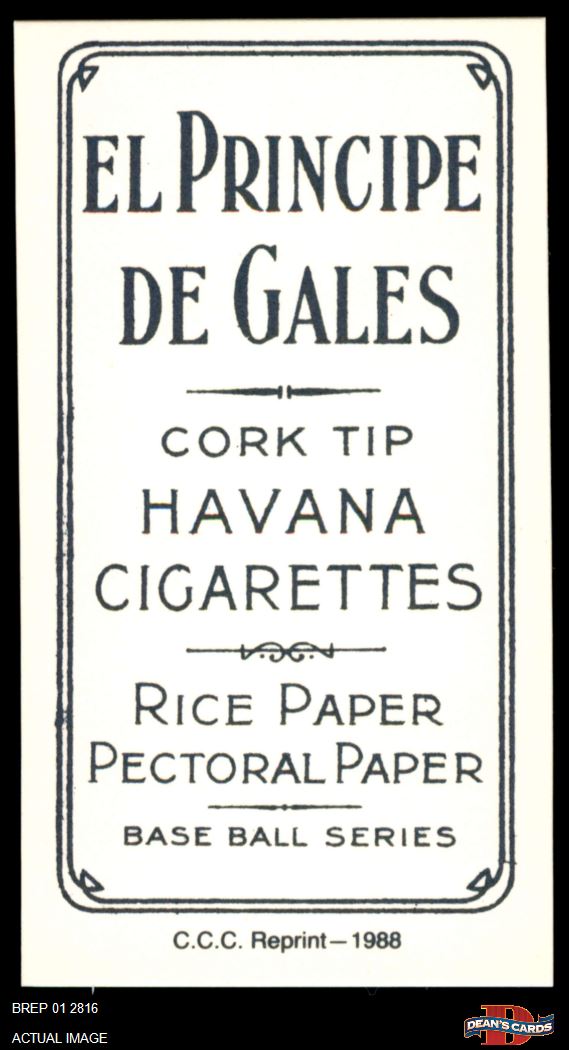 EL PRINCIPE
DE GALES
CORK TIP
HAVANA
CIGARETTES
RICE PAPER
PECTORAL PAPER
BASE BALL SERIES
C.C.C. Reprint—1988
BREP 01 2816
ACTUAL IMAGE
D
DEAN'S CARDS